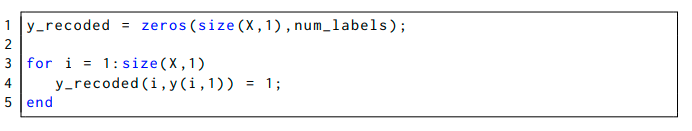 1 y_recoded = zeros(size(X,1),num_labels);
2
3 for i = 1:size(X,1)
4    y_recoded(i,y(i,1)) = 1;
5 end